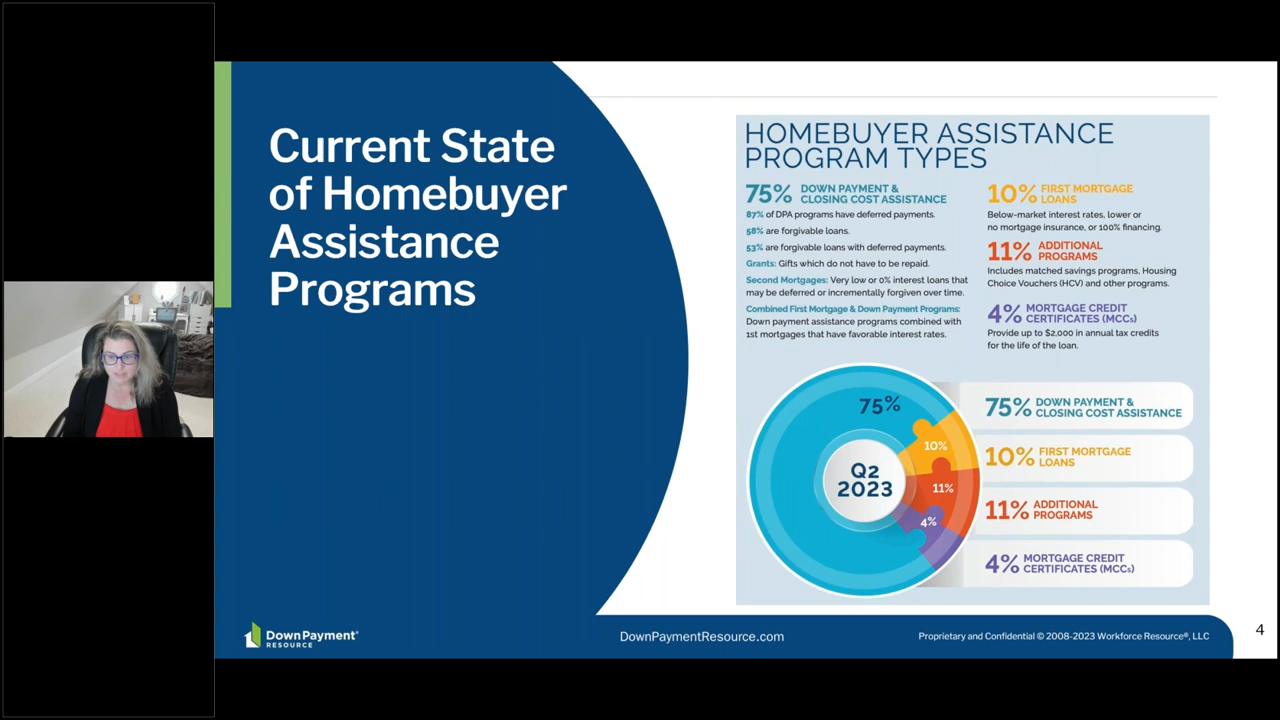 Current State
of Homebuyer
Assistance
Programs
HOMEBUYER ASSISTANCE
PROGRAM TYPES
75% DOWN PAYMENT &
CLOSING COST ASSISTANCE
87% of DPA programs have deferred payments.
58% are forgivable loans.
53% are forgivable loans with deferred payments.
Grants: Gifts which do not have to be repaid.
Second Mortgages: Very low or 0% interest loans that
may be deferred or incrementally forgiven over time.
Combined First Mortgage & Down Payment Programs:
Down payment assistance programs combined with
1st mortgages that have favorable interest rates.
10% FIRST MORTGAGE
LOANS
Below-market interest rates, lower or
no mortgage insurance, or 100% financing.
11% ADDITIONAL
PROGRAMS
Includes matched savings programs, Housing
Choice Vouchers (HCV) and other programs.
4% MORTGAGE CREDIT
CERTIFICATES (MCCs)
Provide up to $2,000 in annual tax credits
for the life of the loan.
75%
10%
11%
4%
Q2
2023
75% DOWN PAYMENT &
CLOSING COST ASSISTANCE
10% FIRST MORTGAGE
LOANS
11% ADDITIONAL
PROGRAMS
4% MORTGAGE CREDIT
CERTIFICATES (MCCs)
DownPayment®
RESOURCE
DownPaymentResource.com
Proprietary and Confidential © 2008-2023 Workforce Resource®, LLC
4